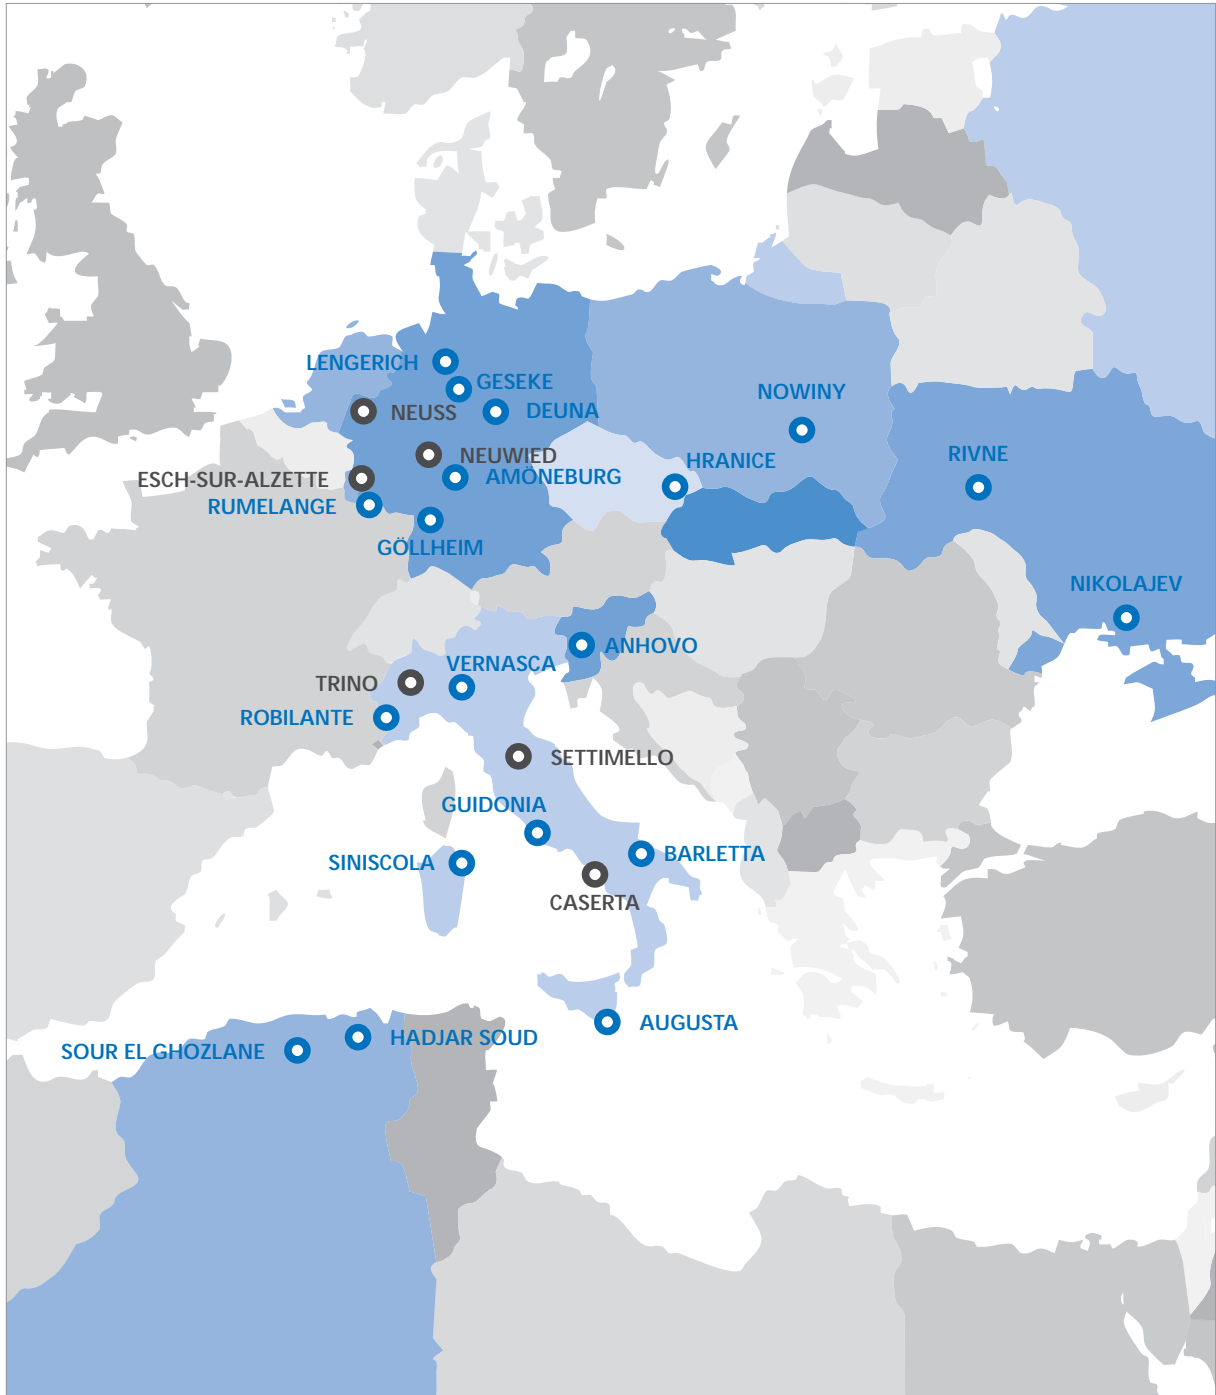 LENGERICH
GESEKE
NEUSS
DEUNA
NOWINY
NEUWIED
HRANICE
RIVNE
ESCH-SUR-ALZETTE
AMÖNEBURG
RUMELANGE
GÖLLHEIM
NIKOLAJEV
ANHOVO
VERNASCA
TRINO
ROBILANTE
SETTIMELLO
GUIDONIA
SINISCOLA
BARLETTA
CASERTA
AUGUSTA
HADJAR SOUD
SOUR EL GHOZLANE